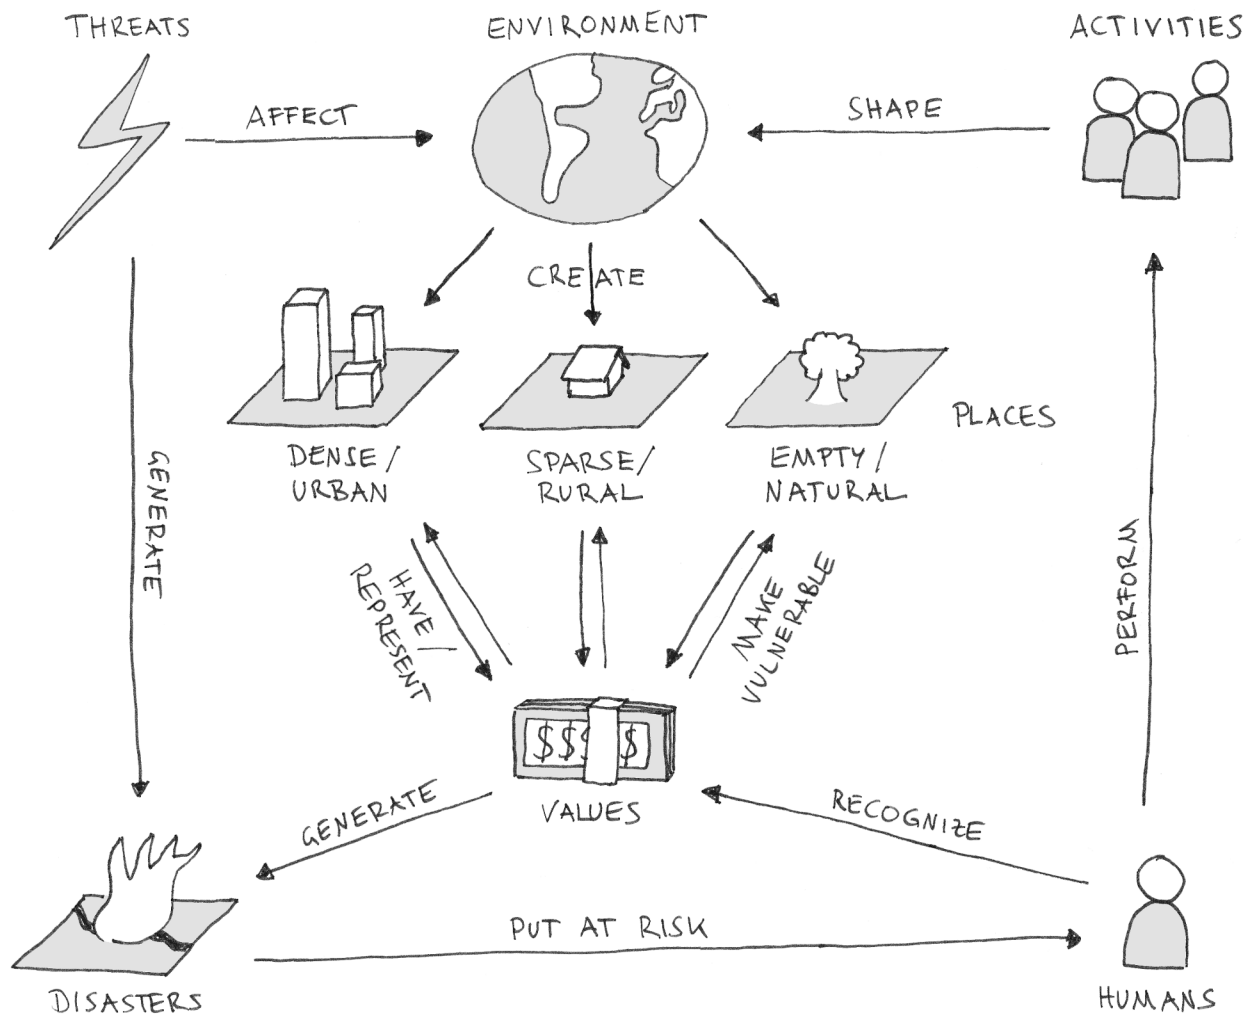 THREATS
ENVIRONMENT
ACTIVITIES
AFFECT
SHAPE
CREATE
PLACES
DENSE/
URBAN
SPARSE/
RURAL
EMPTY/
NATURAL
GENERATE
HAVE/
REPRESENT
MAKE
VULNERABLE
PERFORM
$$$ $
VALUES
GENERATE
RECOGNIZE
PUT AT RISK
DISASTERS
HUMANS